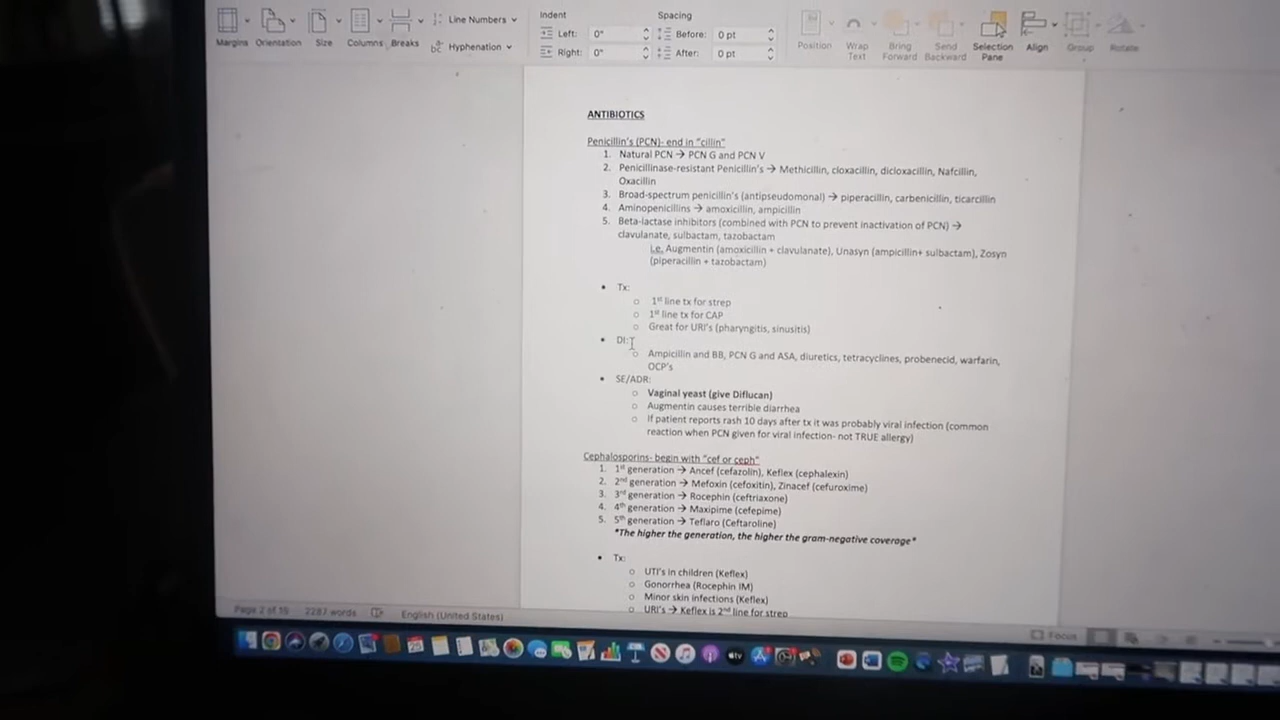 Margins
Orientation
Size
Columns
Breaks
Line Numbers
Hyphenation
Indent
Left: 0"
Right: 0"
Spacing
Before: 0 pt
After: 0 pt
Position
Wrap Text
Bring Forward
Send Backward
Selection Pane
Align
Group
Rotate
ANTIBIOTICS
Penicillin's (PCN)- end in "cillin"
1. Natural PCN → PCN G and PCN V
2. Penicillinase-resistant Penicillin's → Methicillin, cloxacillin, dicloxacillin, Nafcillin,
Oxacillin
3. Broad-spectrum penicillin's (antipseudomonal) → piperacillin, carbenicillin, ticarcillin
4. Aminopenicillins → amoxicillin, ampicillin
5. Beta-lactase inhibitors (combined with PCN to prevent inactivation of PCN) →
clavulanate, sulbactam, tazobactam
i.e. Augmentin (amoxicillin + clavulanate), Unasyn (ampicillin+ sulbactam), Zosyn
(piperacillin + tazobactam)
• Tx:
o 1st line tx for strep
o 1st line tx for CAP
o Great for URI's (pharyngitis, sinusitis)
• DI:
o Ampicillin and BB, PCN G and ASA, diuretics, tetracyclines, probenecid, warfarin,
OCP's
• SE/ADR:
o Vaginal yeast (give Diflucan)
o Augmentin causes terrible diarrhea
o If patient reports rash 10 days after tx it was probably viral infection (common
reaction when PCN given for viral infection- not TRUE allergy)
Cephalosporins- begin with "cef or ceph"
1. 1st generation → Ancef (cefazolin), Keflex (cephalexin)
2. 2nd generation → Mefoxin (cefoxitin), Zinacef (cefuroxime)
3. 3rd generation → Rocephin (ceftriaxone)
4. 4th generation → Maxipime (cefepime)
5. 5th generation → Teflaro (Ceftaroline)
*The higher the generation, the higher the gram-negative coverage*
• Tx:
o UTI's in children (Keflex)
o Gonorrhea (Rocephin IM)
o Minor skin infections (Keflex)
o URI's → Keflex is 2nd line for strep
Page 2 of 19 2287 words English (United States) Focus